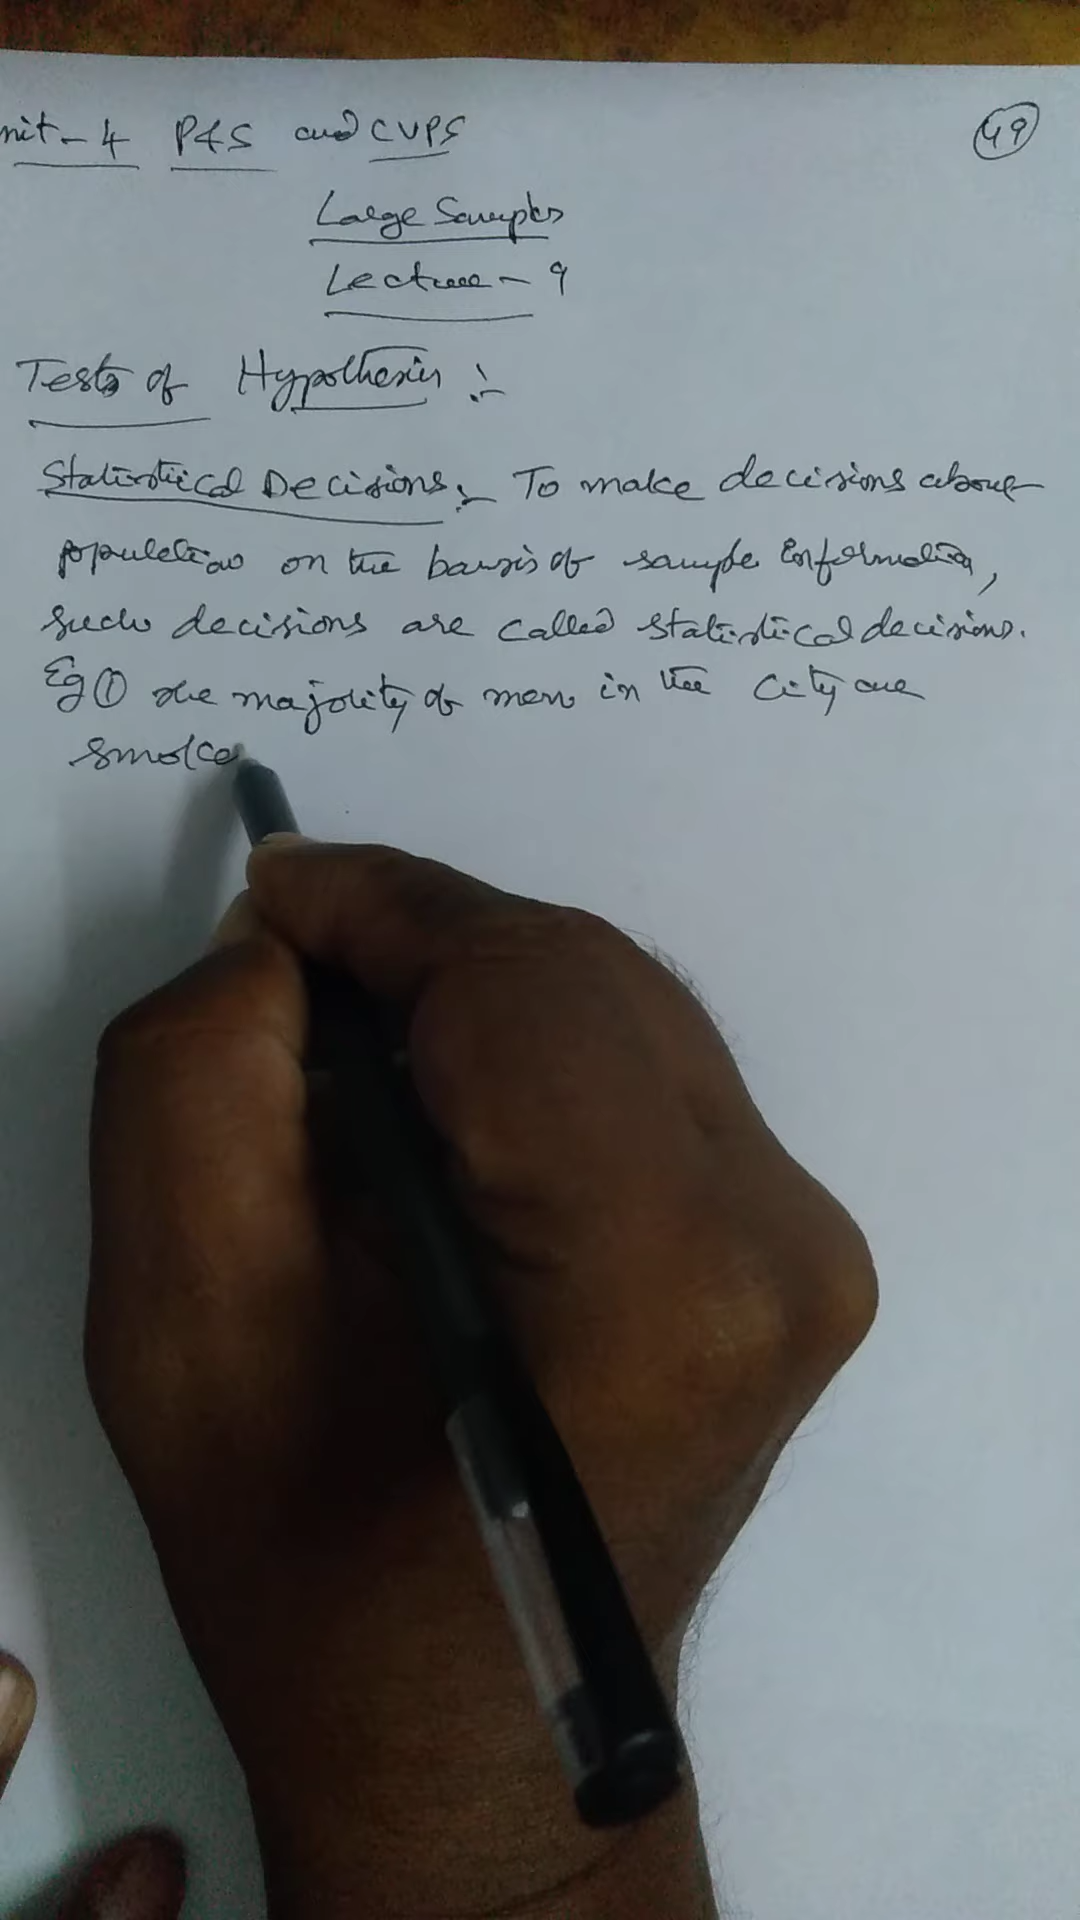 nit-4 P&S and CVPS
49
Large Samples
Lecture - 9
Tests of Hypothesis :-
Statistical Decisions :- To make decisions about
population on the basis of sample Information,
such decisions are called statistical decisions.
Eg ① The majority of men in the city are
smoke